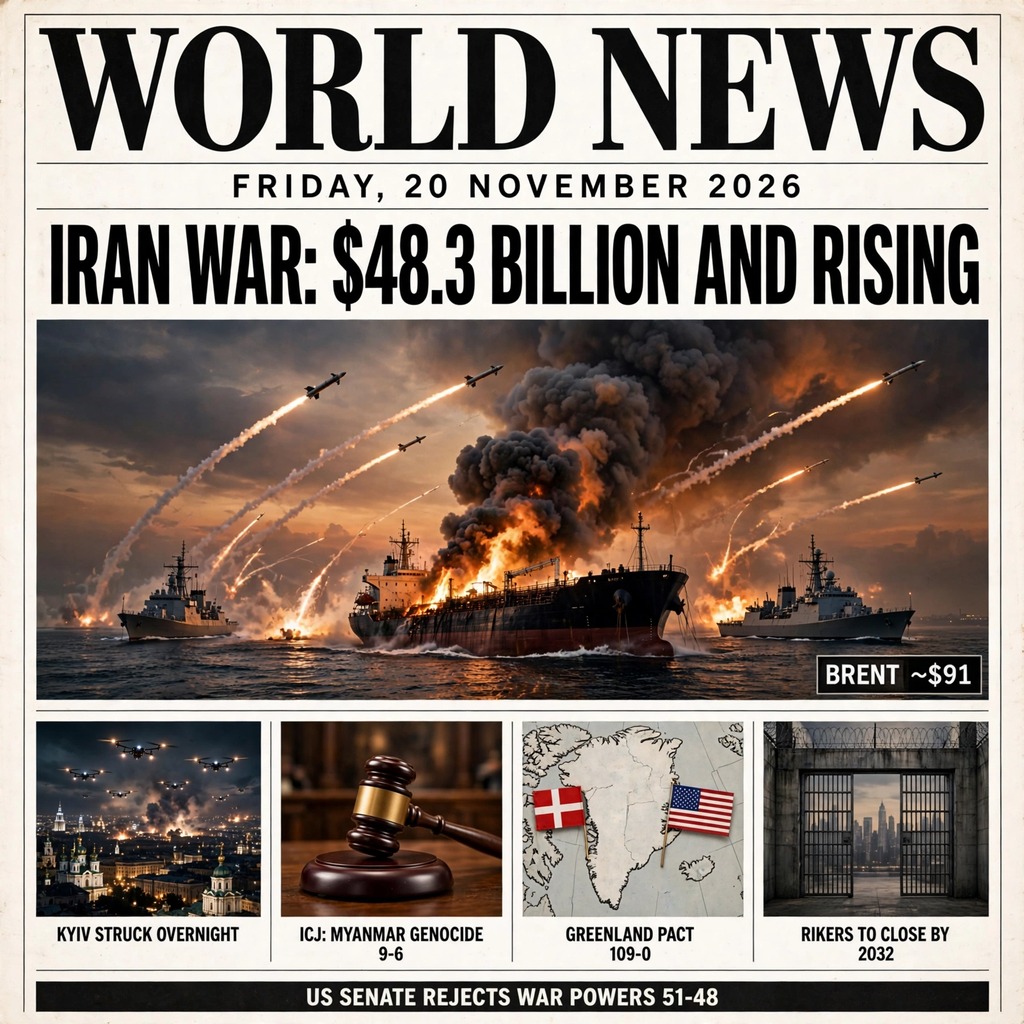 WORLD NEWS
FRIDAY, 20 NOVEMBER 2026
IRAN WAR: $48.3 BILLION AND RISING
BRENT ~$91
KYIV STRUCK OVERNIGHT
ICJ: MYANMAR GENOCIDE
9-6
GREENLAND PACT
109-0
RIKERS TO CLOSE BY
2032
US SENATE REJECTS WAR POWERS 51-48